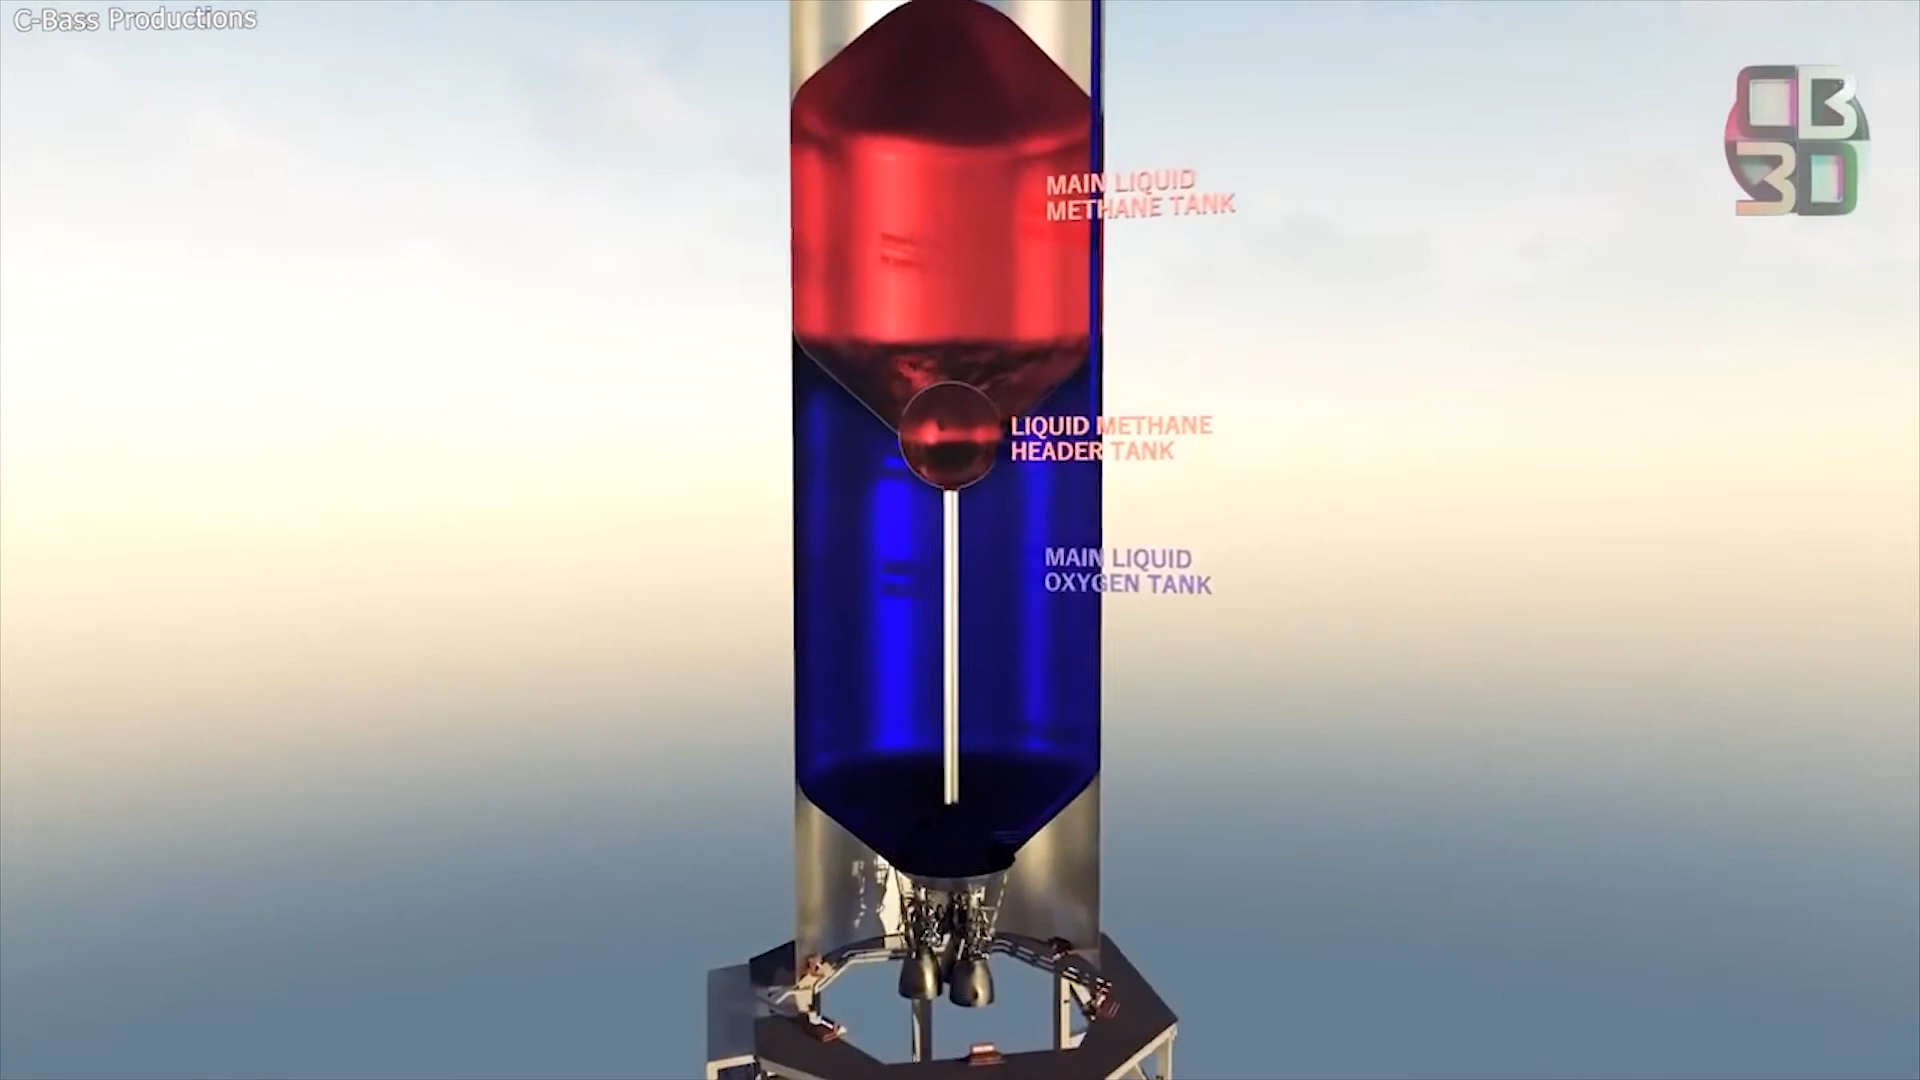 C-Bass Productions
CB
3D
MAIN LIQUID
METHANE TANK
LIQUID METHANE
HEADER TANK
MAIN LIQUID
OXYGEN TANK